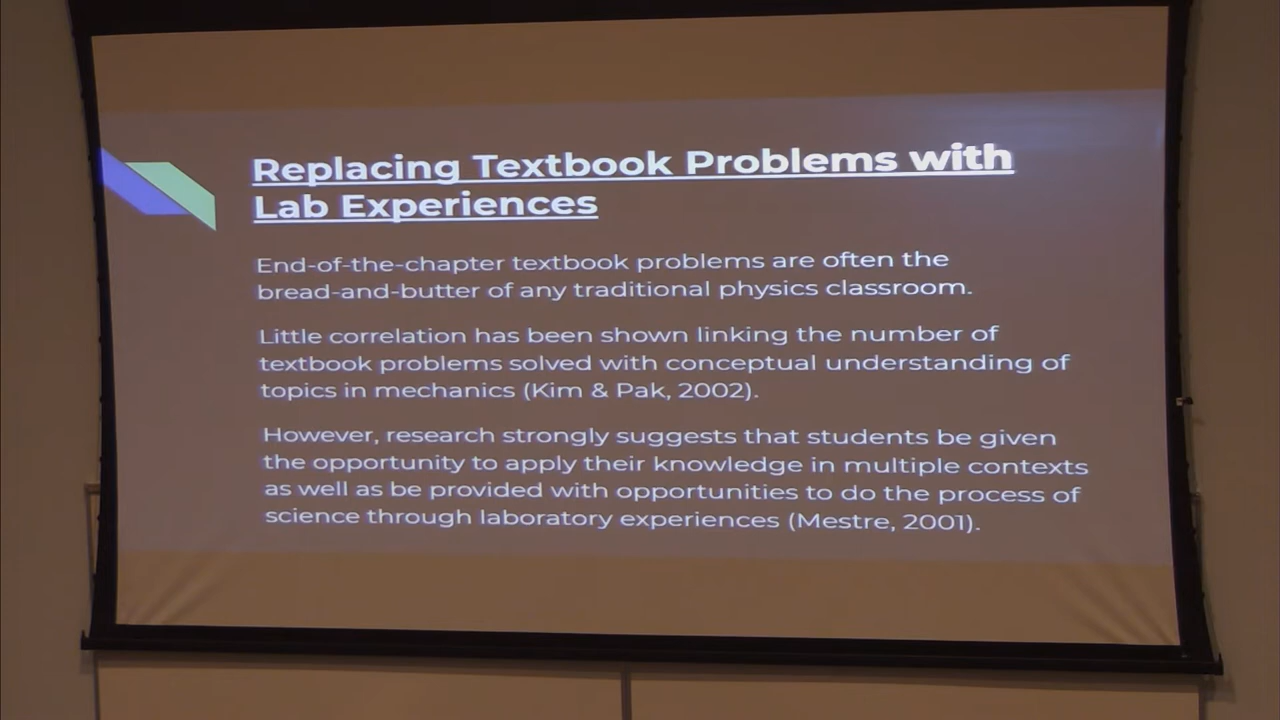 Replacing Textbook Problems with
Lab Experiences
End-of-the-chapter textbook problems are often the
bread-and-butter of any traditional physics classroom.
Little correlation has been shown linking the number of
textbook problems solved with conceptual understanding of
topics in mechanics (Kim & Pak, 2002).
However, research strongly suggests that students be given
the opportunity to apply their knowledge in multiple contexts
as well as be provided with opportunities to do the process of
science through laboratory experiences (Mestre, 2001).